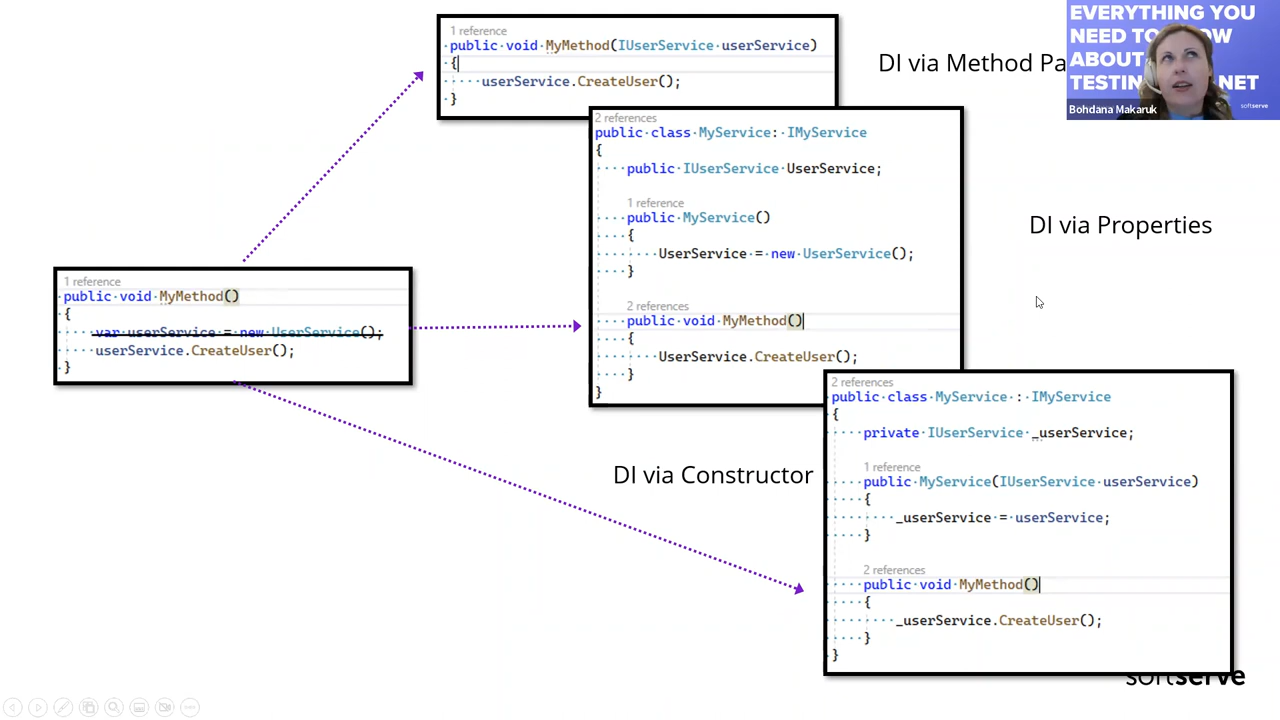 1 reference
public void MyMethod(IUserService userService)
{
userService.CreateUser();
}
DI via Method Pa
EVERYTHING YOU
NEED TO KNOW
ABOUT
TESTIN NET
Bohdana Makaruk
softserve
2 references
public class MyService: IMyService
{
public IUserService UserService;
1 reference
public MyService()
{
UserService = new UserService();
}
2 references
public void MyMethod()
{
UserService.CreateUser();
}
}
DI via Properties
1 reference
public void MyMethod()
{
var userService = new UserService();
userService.CreateUser();
}
DI via Constructor
2 references
public class MyService : IMyService
{
private IUserService _userService;
1 reference
public MyService(IUserService userService)
{
_userService = userService;
}
2 references
public void MyMethod()
{
_userService.CreateUser();
}
}
softserve